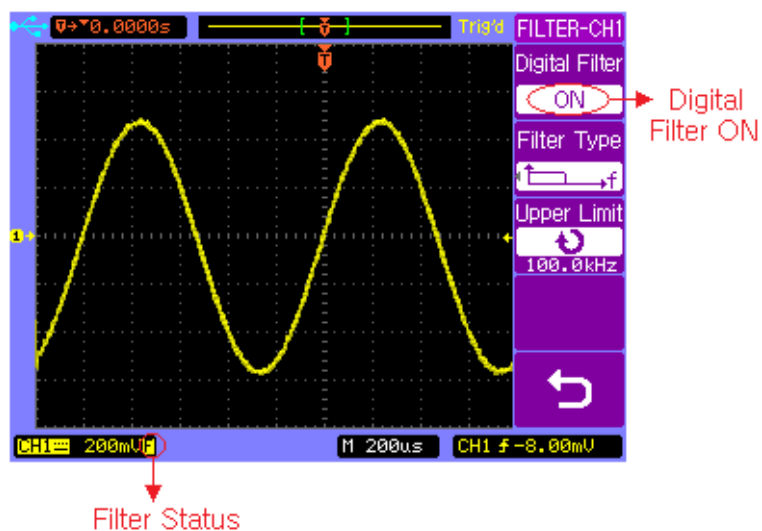 T→▼0.0000s
T
Trig'd
FILTER-CH1
T
Digital Filter
ON
Digital
Filter ON
Filter Type
f
Upper Limit
100.0kHz
1
CH1 200mVF
M 200us
CH1 -8.00mV
Filter Status